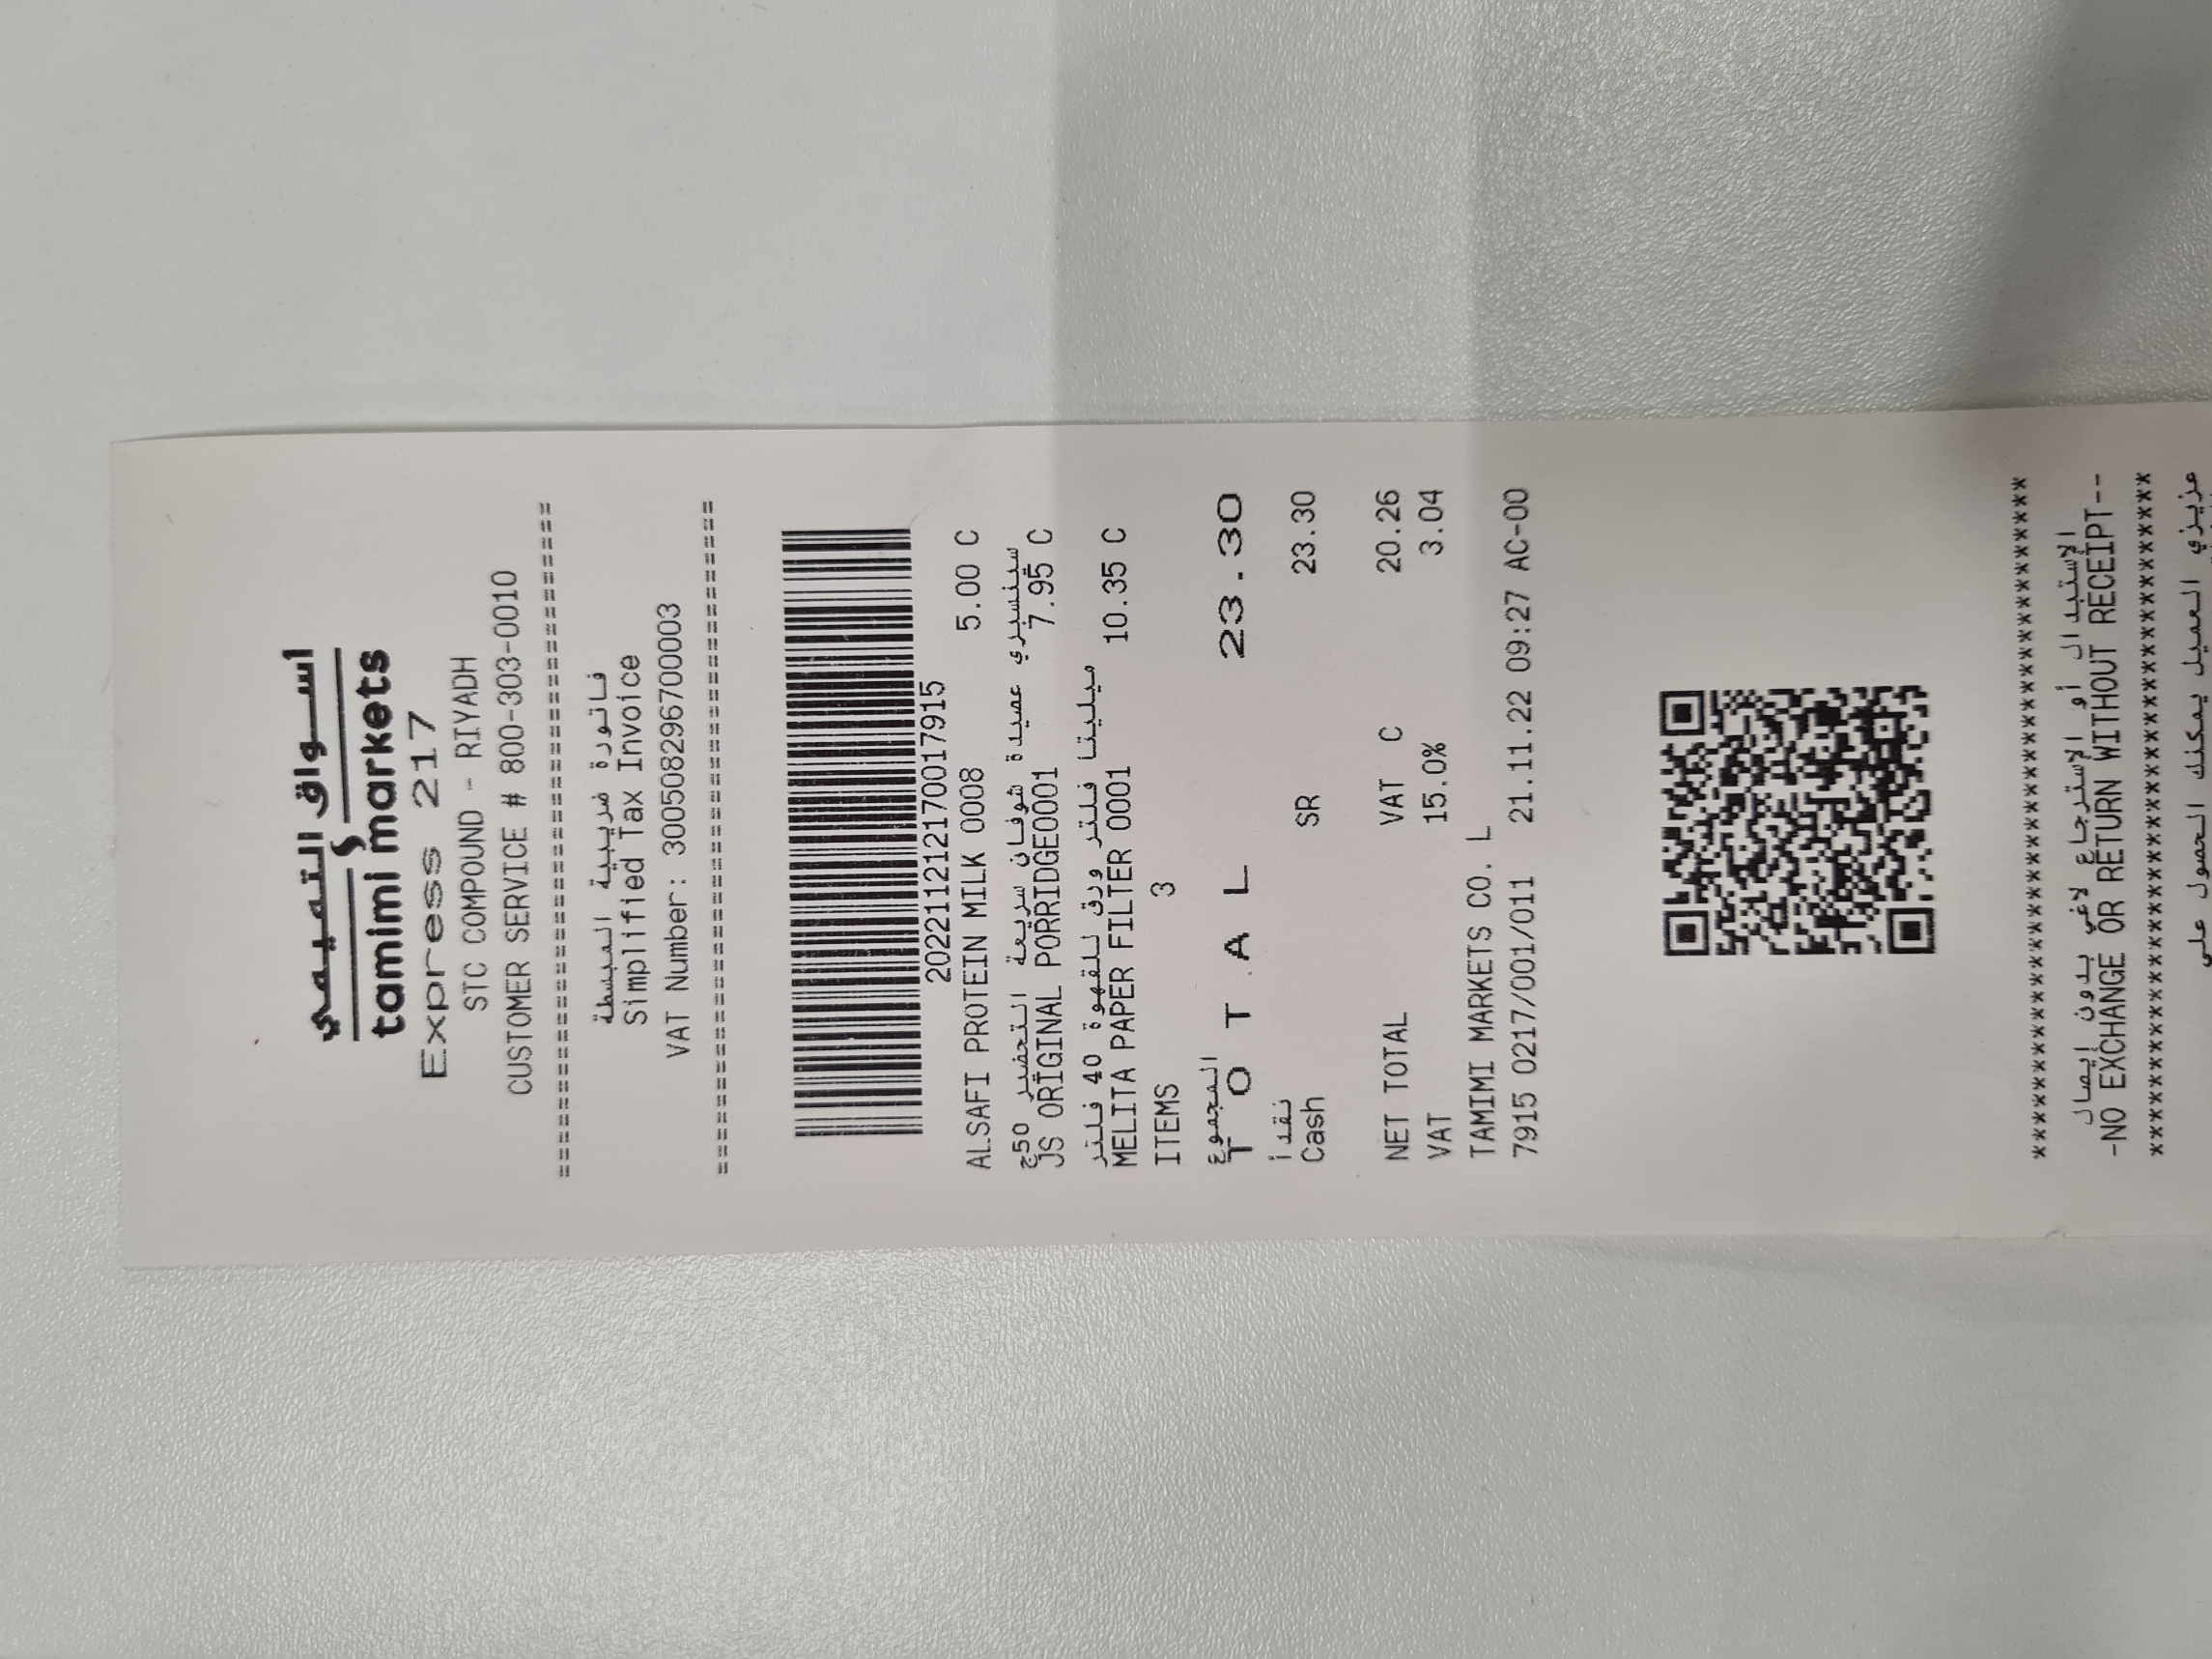 أسواق التميمي
tamimi markets
Express 217
STC COMPOUND - RIYADH
CUSTOMER SERVICE # 800-303-0010
========================================
فاتورة ضريبية المبسطة
Simplified Tax Invoice
VAT Number: 300508296700003
========================================
202211212170017915
ALSAFI PROTEIN MILK 0008 5.00 C
سينسبري عصيدة شوفان سريعة التحضير 50ج
JS ORIGINAL PORRIDGE0001 7.95 C
ميليتا فلتر ورق للقهوة 40 فلتر
MELITA PAPER FILTER 0001 10.35 C
ITEMS 3
المجموع
T O T A L 23.30
نقدأ
Cash SR 23.30
NET TOTAL VAT C 20.26
VAT 15.0% 3.04
TAMIMI MARKETS CO. L
7915 0217/001/011 21.11.22 09:27 AC-00
****************************************
الإستبدال أو الإسترجاع لاغي بدون إيصال
-NO EXCHANGE OR RETURN WITHOUT RECEIPT--
****************************************
عزيزي العميل يمكنك الحصول على